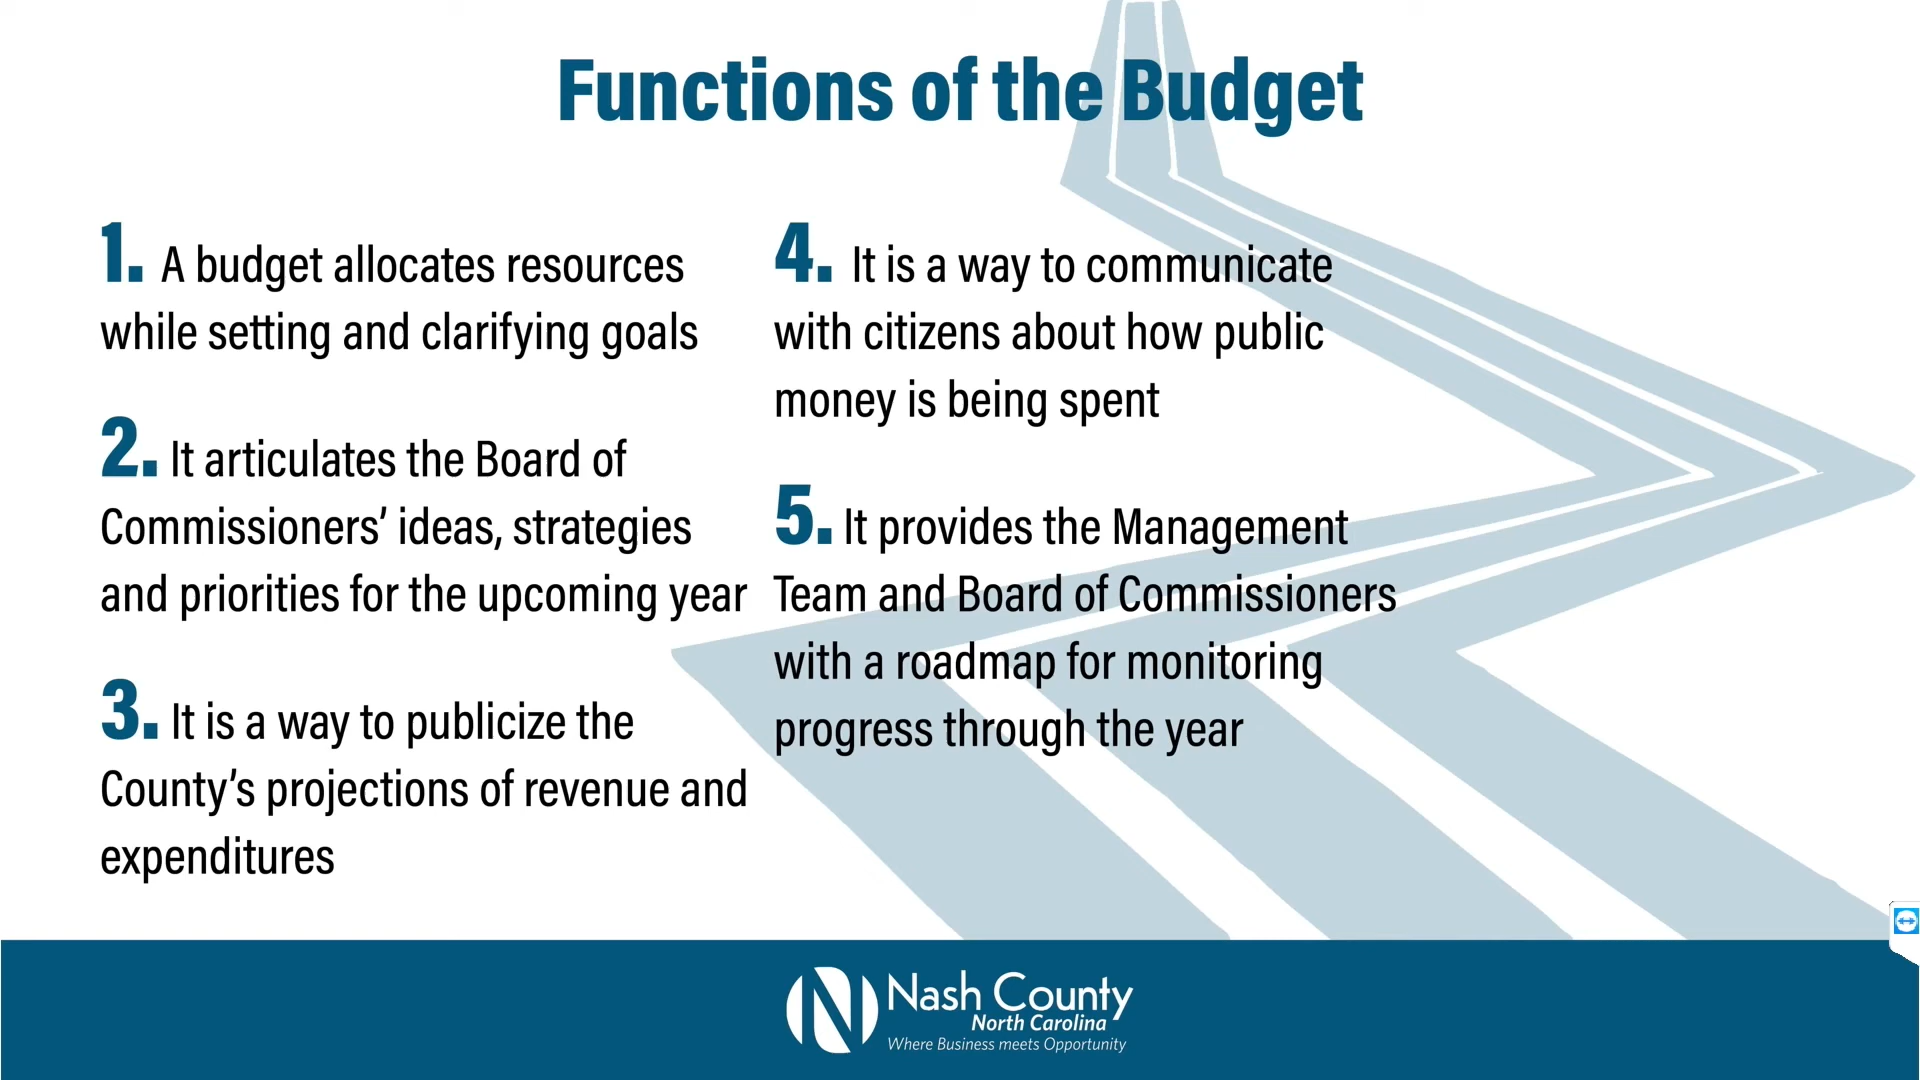 Functions of the Budget
1. A budget allocates resources
while setting and clarifying goals
2. It articulates the Board of
Commissioners’ ideas, strategies
and priorities for the upcoming year
3. It is a way to publicize the
County’s projections of revenue and
expenditures
4. It is a way to communicate
with citizens about how public
money is being spent
5. It provides the Management
Team and Board of Commissioners
with a roadmap for monitoring
progress through the year
N Nash County
North Carolina
Where Business meets Opportunity